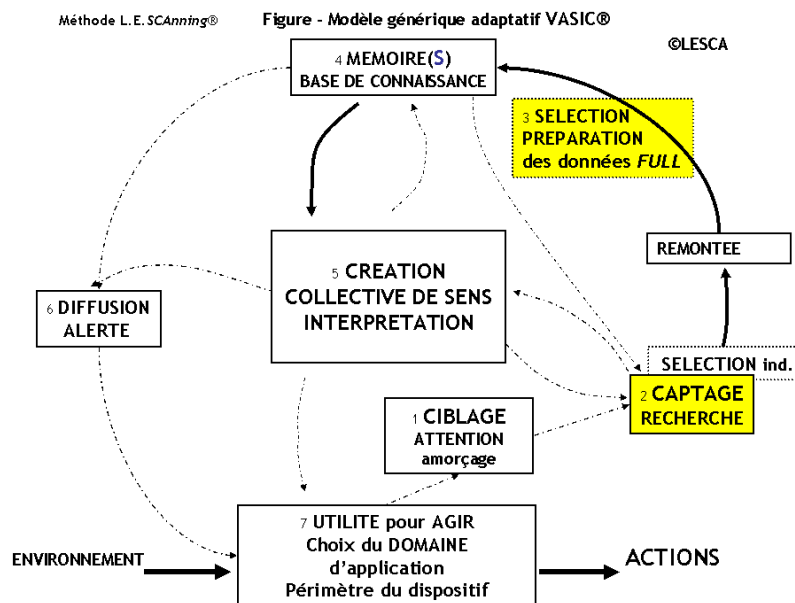 Méthode L.E.SCAnning®
Figure - Modèle générique adaptatif VASIC®
©LESCA
4 MEMOIRE(S)
BASE DE CONNAISSANCE
3 SELECTION
PREPARATION
des données FULL
REMONTEE
5 CREATION
COLLECTIVE DE SENS
INTERPRETATION
6 DIFFUSION
ALERTE
SELECTION ind.
2 CAPTAGE
RECHERCHE
1 CIBLAGE
ATTENTION
amorçage
7 UTILITE pour AGIR
Choix du DOMAINE
d'application
Périmètre du dispositif
ENVIRONNEMENT
ACTIONS